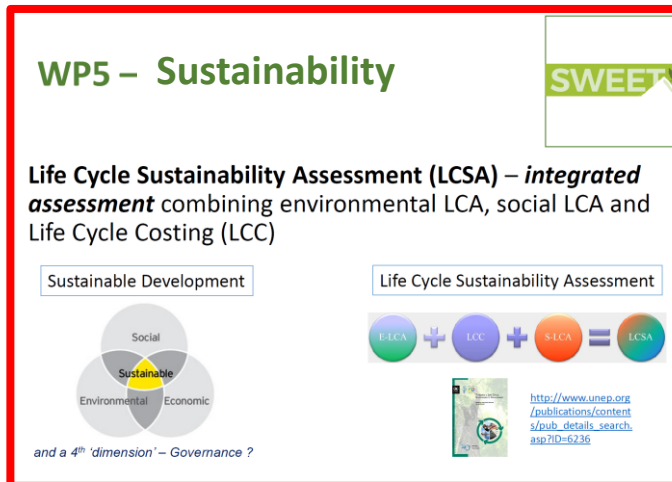 WP5 – Sustainability
SWEET
Life Cycle Sustainability Assessment (LCSA) – integrated
assessment combining environmental LCA, social LCA and
Life Cycle Costing (LCC)
Sustainable Development
Life Cycle Sustainability Assessment
Social
Sustainable
Environmental
Economic
E-LCA + LCC + S-LCA = LCSA
http://www.unep.org
/publications/content
s/pub_details_search.
asp?ID=6236
and a 4th 'dimension' – Governance ?